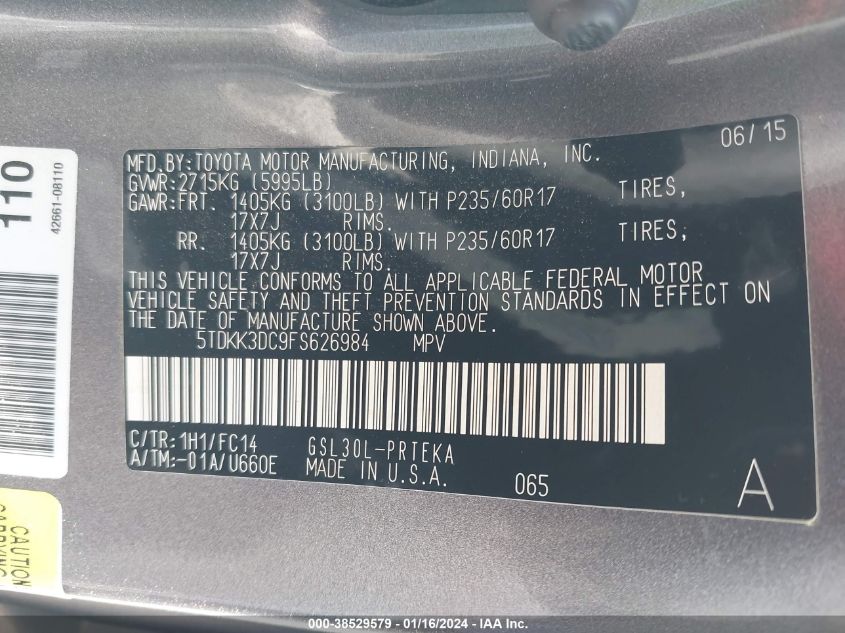 06/15
MFD.BY:TOYOTA MOTOR MANUFACTURING, INDIANA, INC.
GVWR:2715KG (5995LB)
GAWR:FRT. 1405KG (3100LB) WITH P235/60R17 TIRES,
17X7J RIMS.
RR. 1405KG (3100LB) WITH P235/60R17 TIRES;
17X7J RIMS.
THIS VEHICLE CONFORMS TO ALL APPLICABLE FEDERAL MOTOR
VEHICLE SAFETY AND THEFT PREVENTION STANDARDS IN EFFECT ON
THE DATE OF MANUFACTURE SHOWN ABOVE.
5TDKK3DC9FS626984 MPV
C/TR:1H1/FC14 GSL30L-PRTEKA
A/TM:-01A/U660E MADE IN U.S.A. 065 A
110
42661-08110
CAUTION
CARRYING
000-38529579 - 01/16/2024 - IAA Inc.